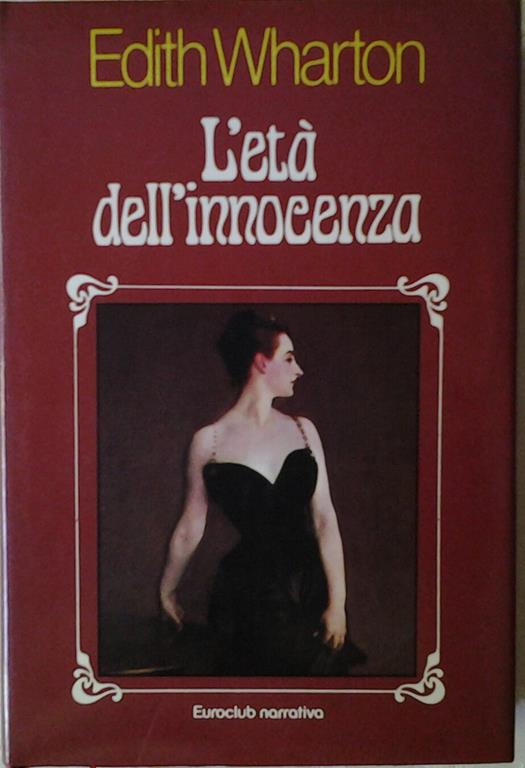 Edith Wharton
L'età
dell'innocenza
Euroclub narrativa